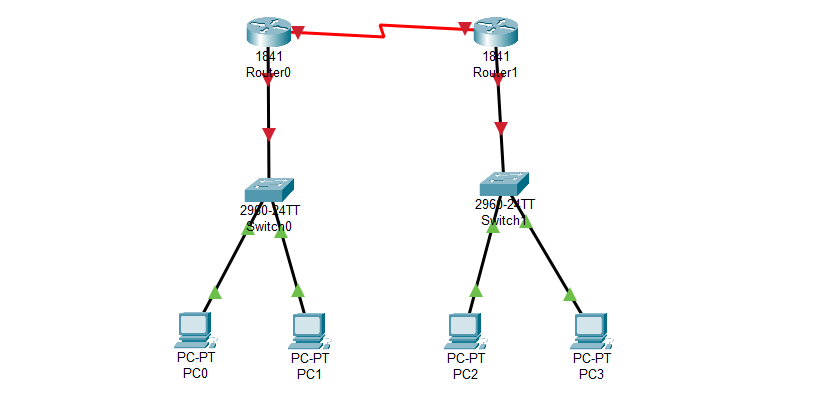 1841
Router0
1841
Router1
2960-24TT
Switch0
2960-24TT
Switch1
PC-PT
PC0
PC-PT
PC1
PC-PT
PC2
PC-PT
PC3